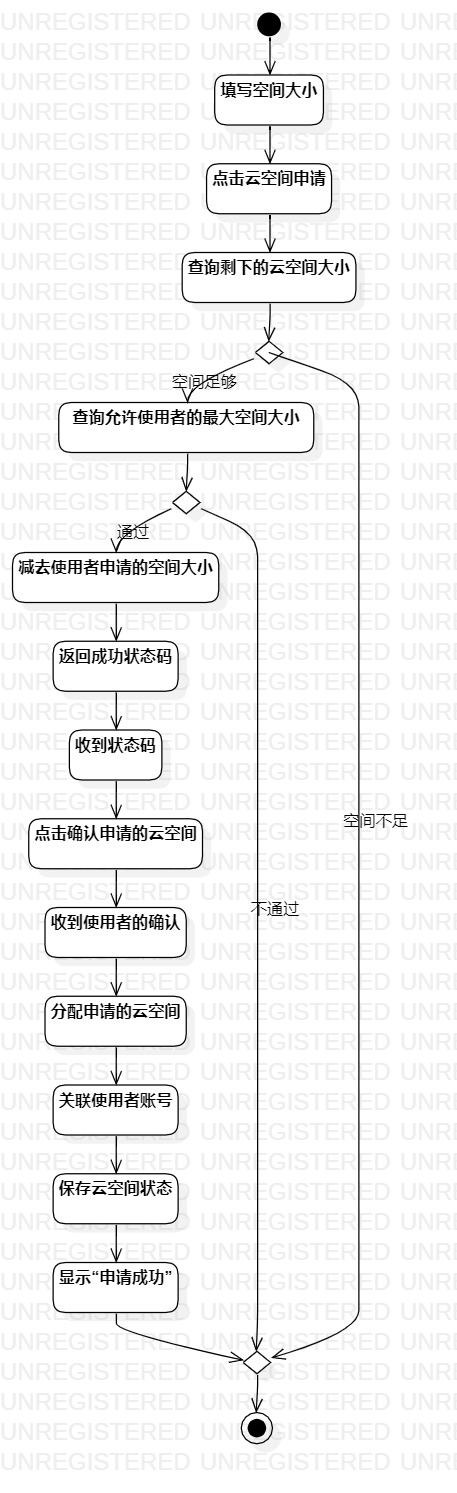 填写空间大小
点击云空间申请
查询剩下的云空间大小
空间足够
查询允许使用者的最大空间大小
通过
减去使用者申请的空间大小
返回成功状态码
收到状态码
点击确认申请的云空间
空间不足
不通过
收到使用者的确认
分配申请的云空间
关联使用者账号
保存云空间状态
显示“申请成功”
UNREGISTERED UNREGISTERED UNRE